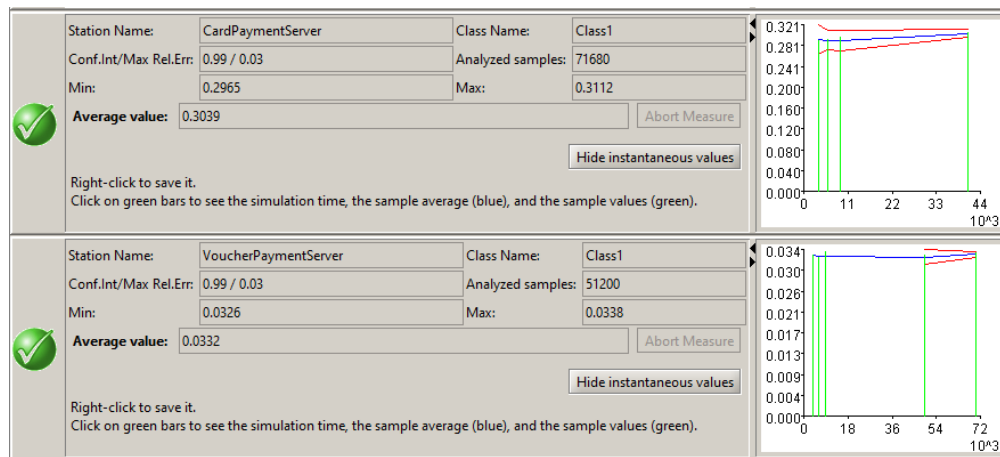 Station Name: CardPaymentServer Class Name: Class1
Conf.Int/Max Rel.Err: 0.99 / 0.03 Analyzed samples: 71680
Min: 0.2965 Max: 0.3112
Average value: 0.3039 Abort Measure
Hide instantaneous values
Right-click to save it.
Click on green bars to see the simulation time, the sample average (blue), and the sample values (green).
0.321
0.281
0.241
0.200
0.160
0.120
0.080
0.040
0.000
0 11 22 33 44
10^3
Station Name: VoucherPaymentServer Class Name: Class1
Conf.Int/Max Rel.Err: 0.99 / 0.03 Analyzed samples: 51200
Min: 0.0326 Max: 0.0338
Average value: 0.0332 Abort Measure
Hide instantaneous values
Right-click to save it.
Click on green bars to see the simulation time, the sample average (blue), and the sample values (green).
0.034
0.030
0.026
0.021
0.017
0.013
0.009
0.004
0.000
0 18 36 54 72
10^3